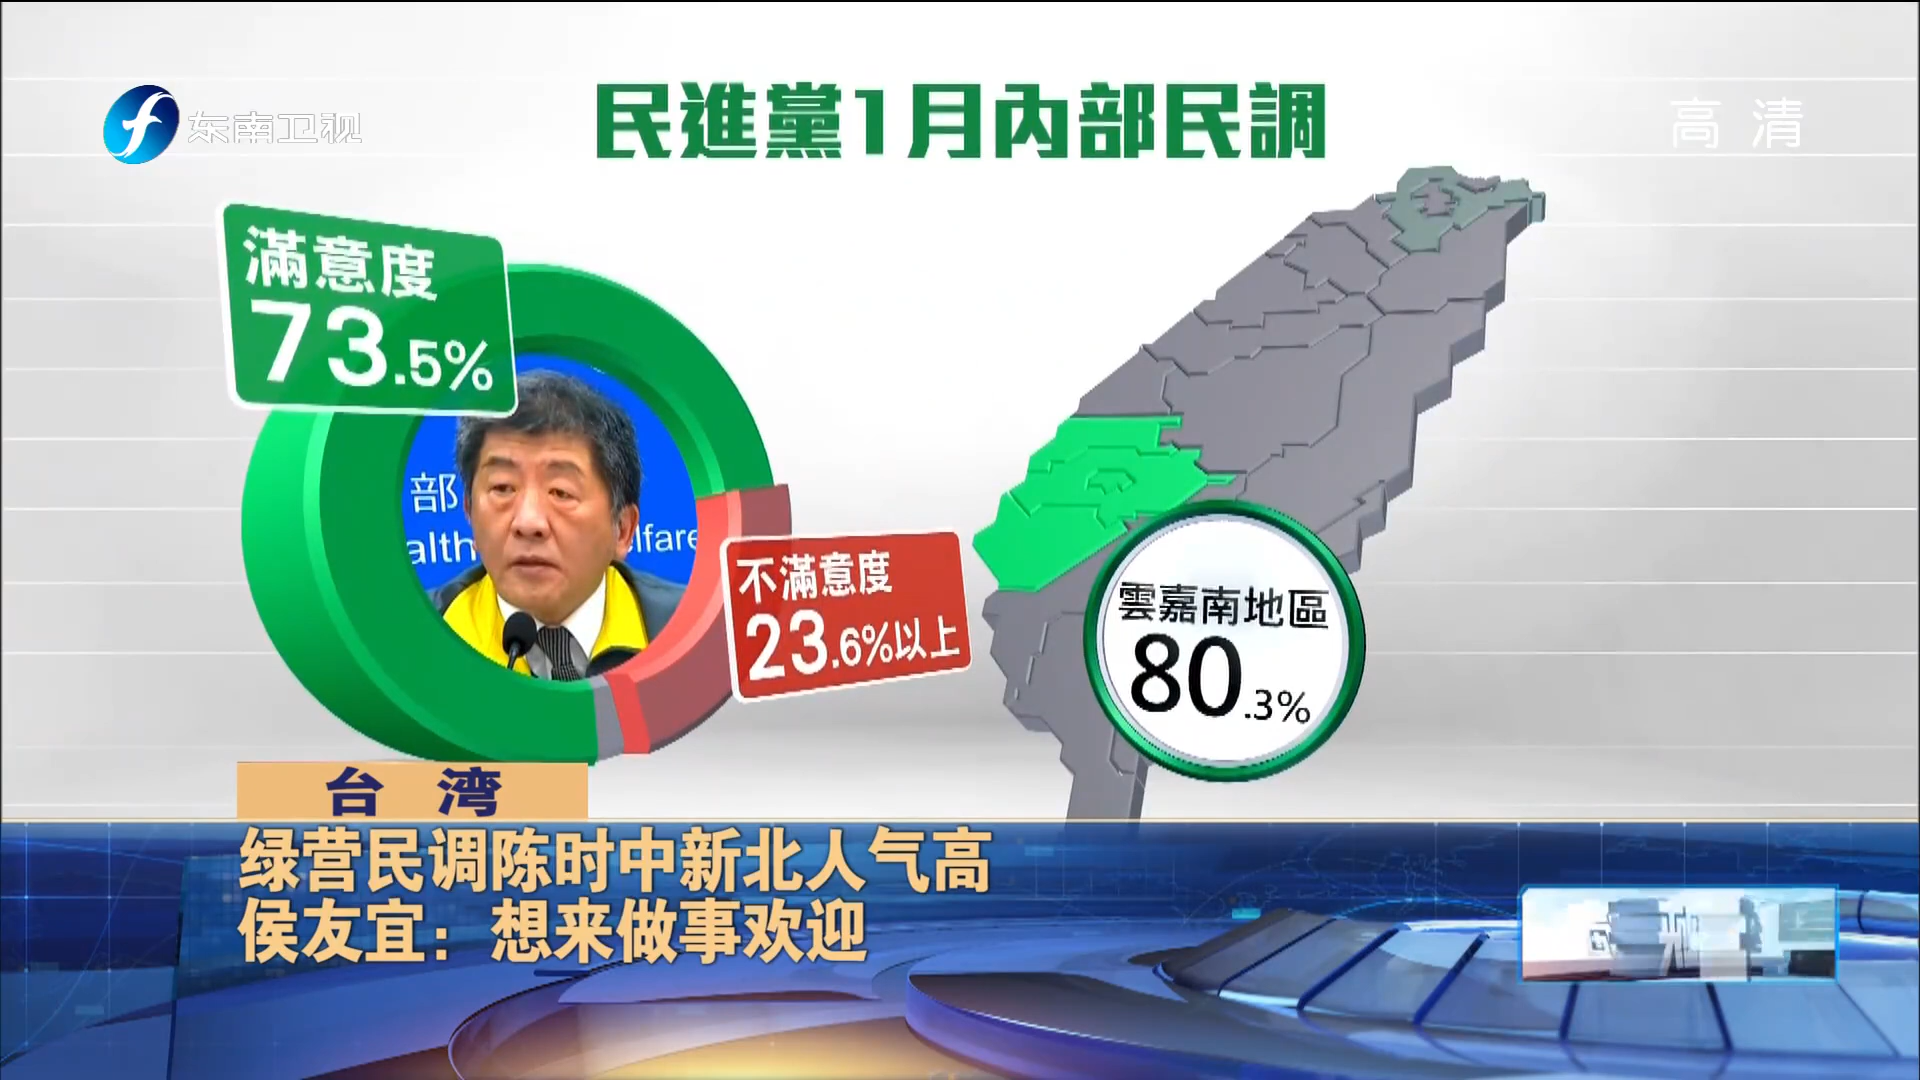 东南卫视
民進黨1月內部民調
高清
滿意度
73.5%
部
alth
elfare
不滿意度
23.6%以上
雲嘉南地區
80.3%
台湾
绿营民调陈时中新北人气高
侯友宜：想来做事欢迎